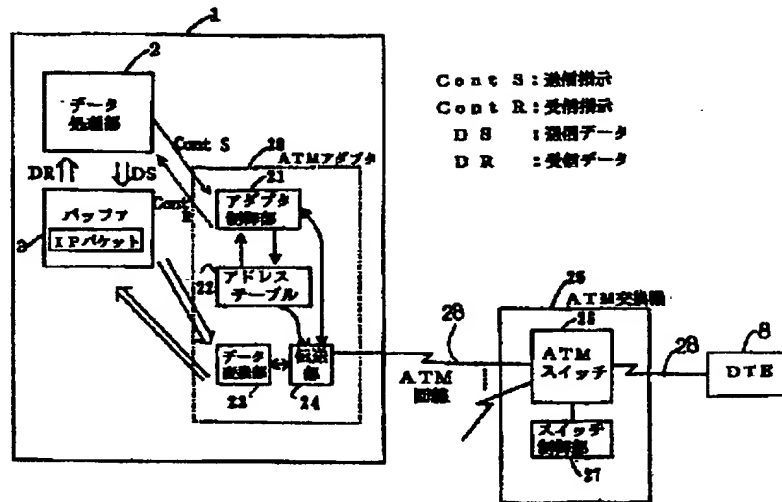 1
2
データ
処理部
Cont S : 送信指示
Cont R : 受信指示
DS : 送信データ
DR : 受信データ
Cont S
DR
DS
Cont R
20
ATMアダプタ
21
アダプタ
制御部
バッファ
IPパケット
3
22
アドレス
テーブル
データ
変換部
23
伝送部
24
28
ATM
回線
ATM交換機
ATM
スイッチ
28
8
DTE
スイッチ
制御部
27